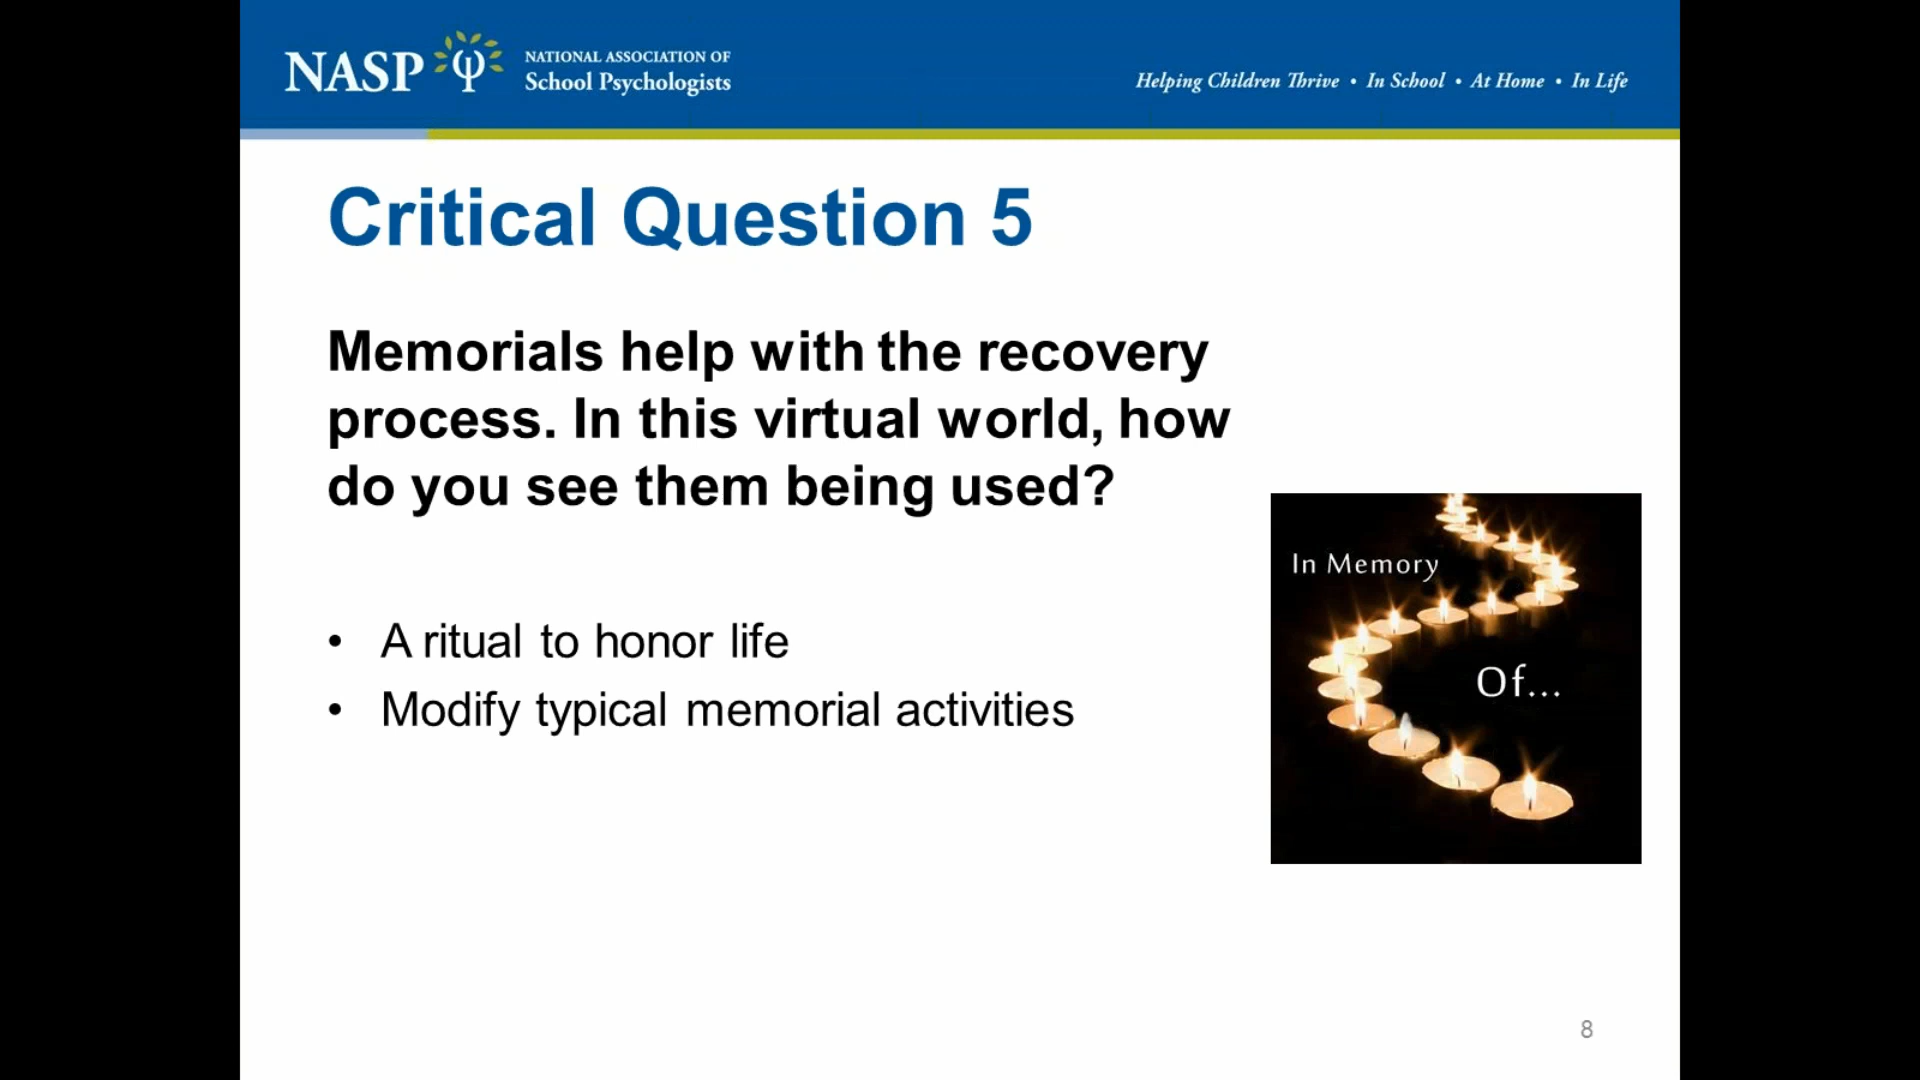 NASP
NATIONAL ASSOCIATION OF
School Psychologists
Helping Children Thrive • In School • At Home • In Life
Critical Question 5
Memorials help with the recovery
process. In this virtual world, how
do you see them being used?
• A ritual to honor life
• Modify typical memorial activities
In Memory
Of...
8